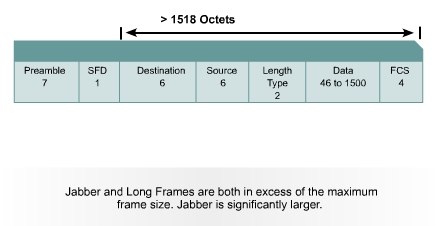 > 1518 Octets
Preamble SFD Destination Source Length Data FCS
7 1 6 6 Type 46 to 1500 4
2
Jabber and Long Frames are both in excess of the maximum
frame size. Jabber is significantly larger.